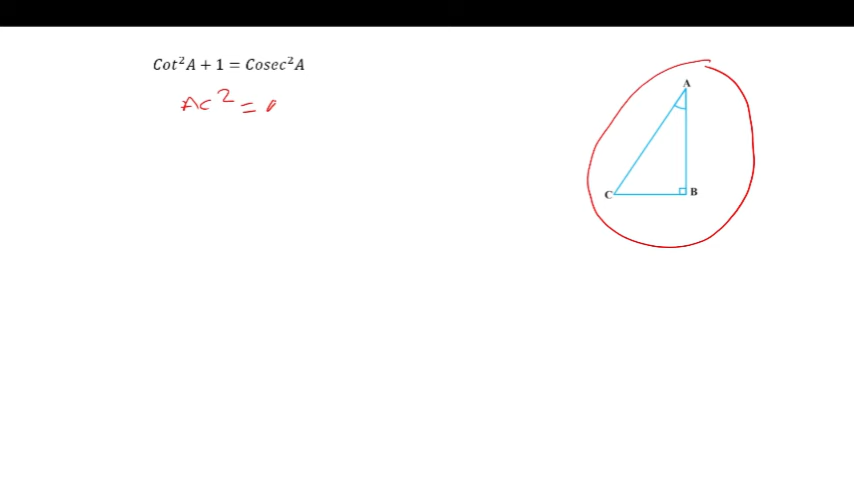 Cot²A + 1 = Cosec²A
AC² =
A
C
B